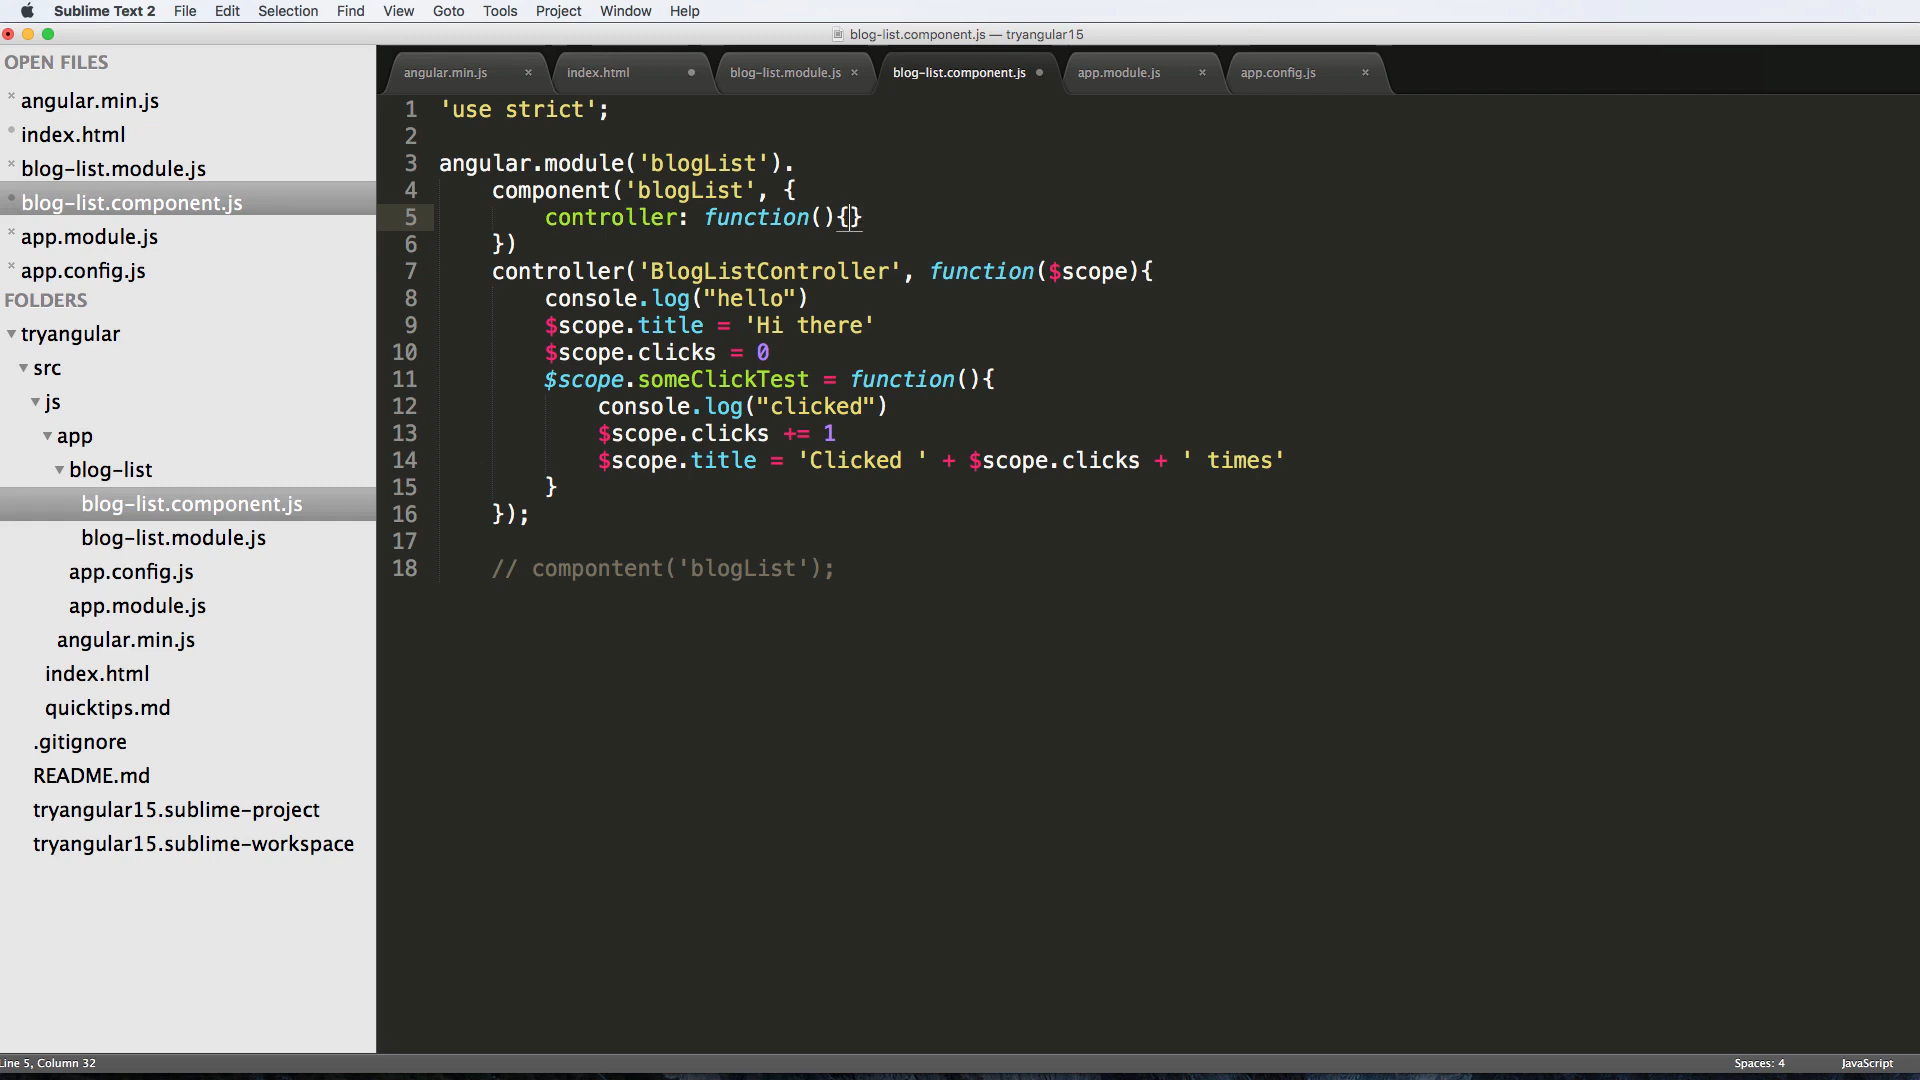 Sublime Text 2 File Edit Selection Find View Goto Tools Project Window Help
blog-list.component.js — tryangular15
OPEN FILES
angular.min.js
index.html
blog-list.module.js
blog-list.component.js
app.module.js
app.config.js
FOLDERS
tryangular
src
js
app
blog-list
blog-list.component.js
blog-list.module.js
app.config.js
app.module.js
angular.min.js
index.html
quicktips.md
.gitignore
README.md
tryangular15.sublime-project
tryangular15.sublime-workspace
angular.min.js index.html blog-list.module.js blog-list.component.js app.module.js app.config.js
1 'use strict';
2
3 angular.module('blogList').
4 component('blogList', {
5 controller: function(){}
6 })
7 controller('BlogListController', function($scope){
8 console.log("hello")
9 $scope.title = 'Hi there'
10 $scope.clicks = 0
11 $scope.someClickTest = function(){
12 console.log("clicked")
13 $scope.clicks += 1
14 $scope.title = 'Clicked ' + $scope.clicks + ' times'
15 }
16 });
17
18 // compontent('blogList');
Line 5, Column 32 Spaces: 4 JavaScript